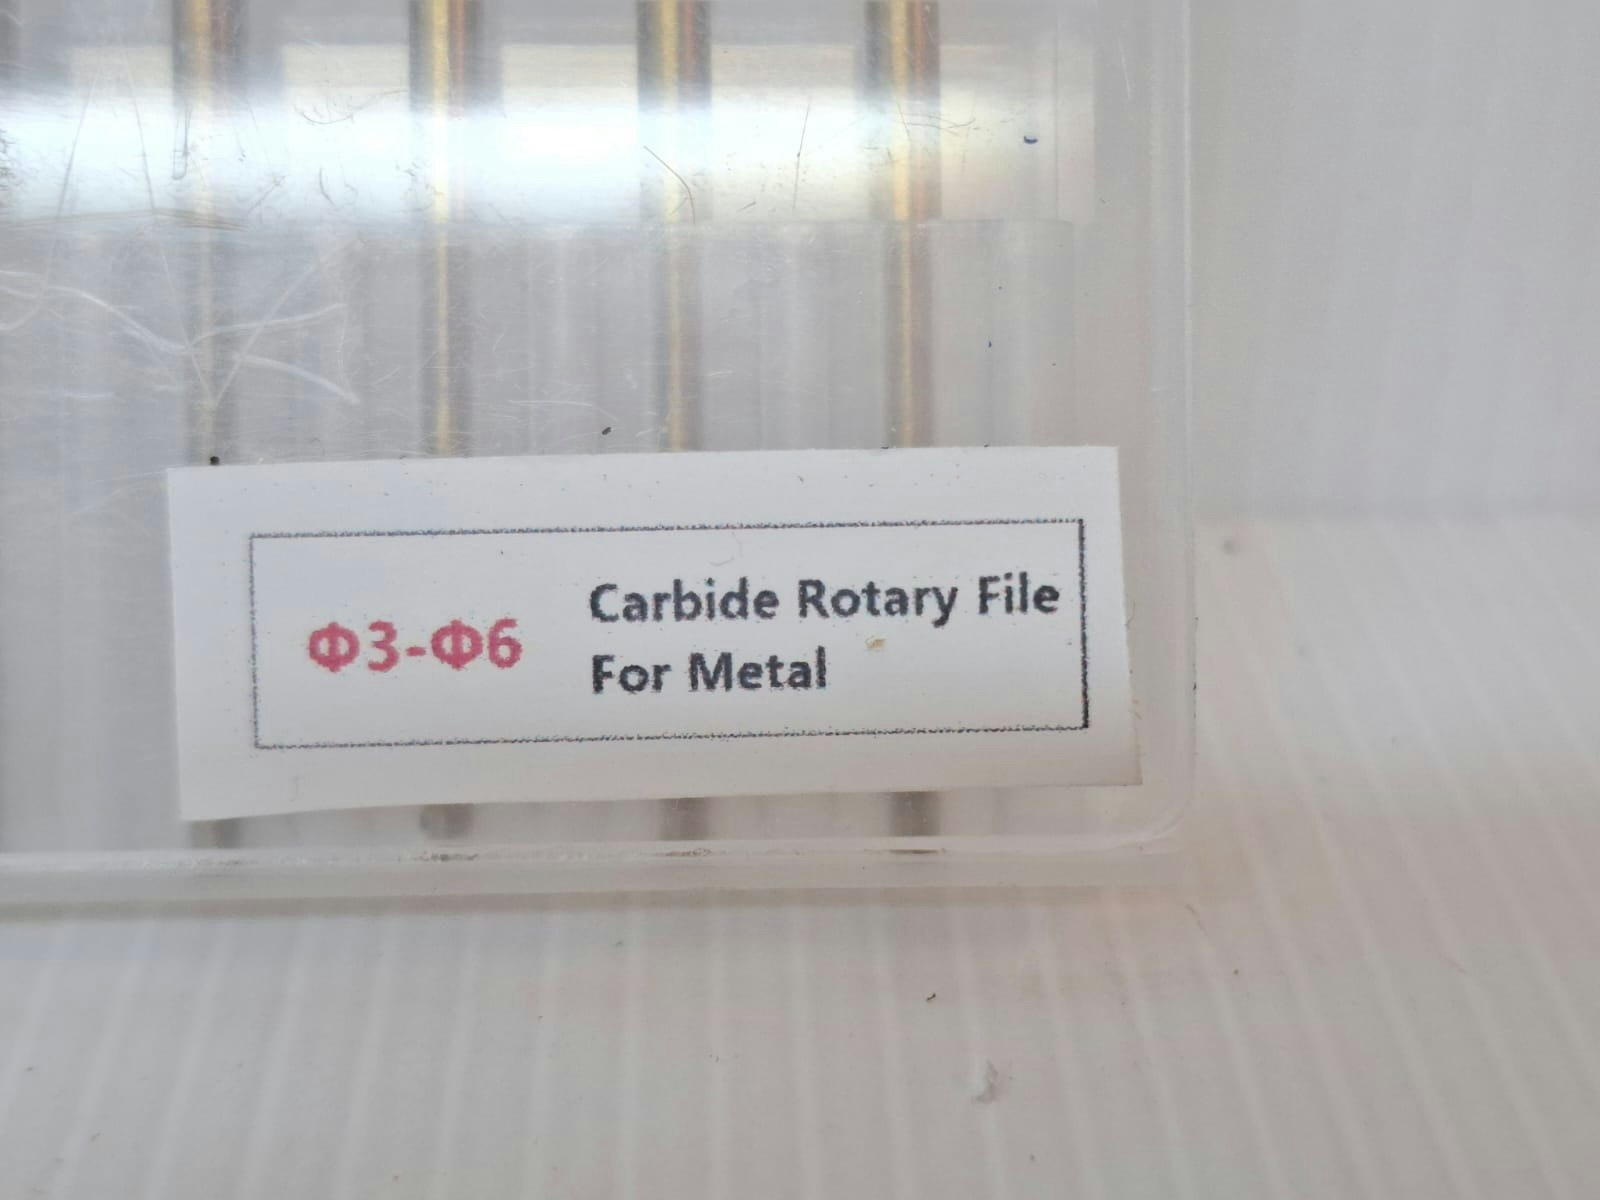 Φ3-Φ6
Carbide Rotary File
For Metal